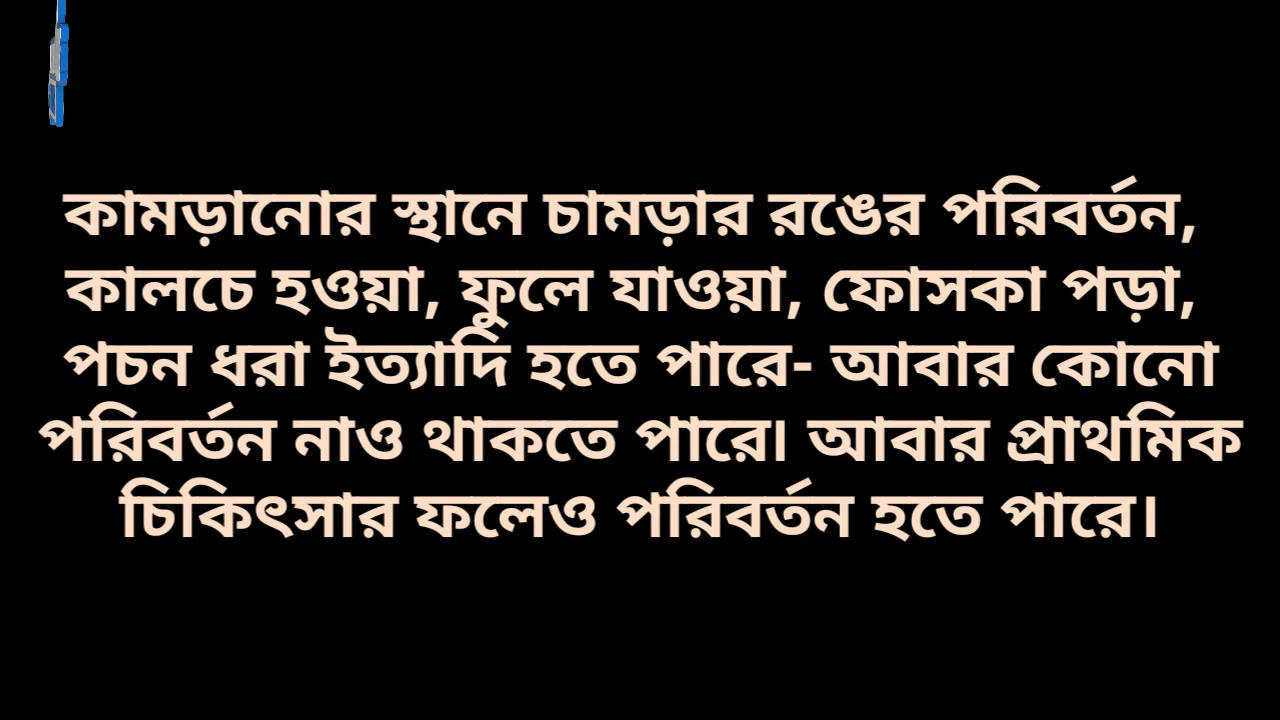 কামড়ানোর স্থানে চামড়ার রঙের পরিবর্তন,
কালচে হওয়া, ফুলে যাওয়া, ফোসকা পড়া,
পচন ধরা ইত্যাদি হতে পারে- আবার কোনো
পরিবর্তন নাও থাকতে পারে। আবার প্রাথমিক
চিকিৎসার ফলেও পরিবর্তন হতে পারে।